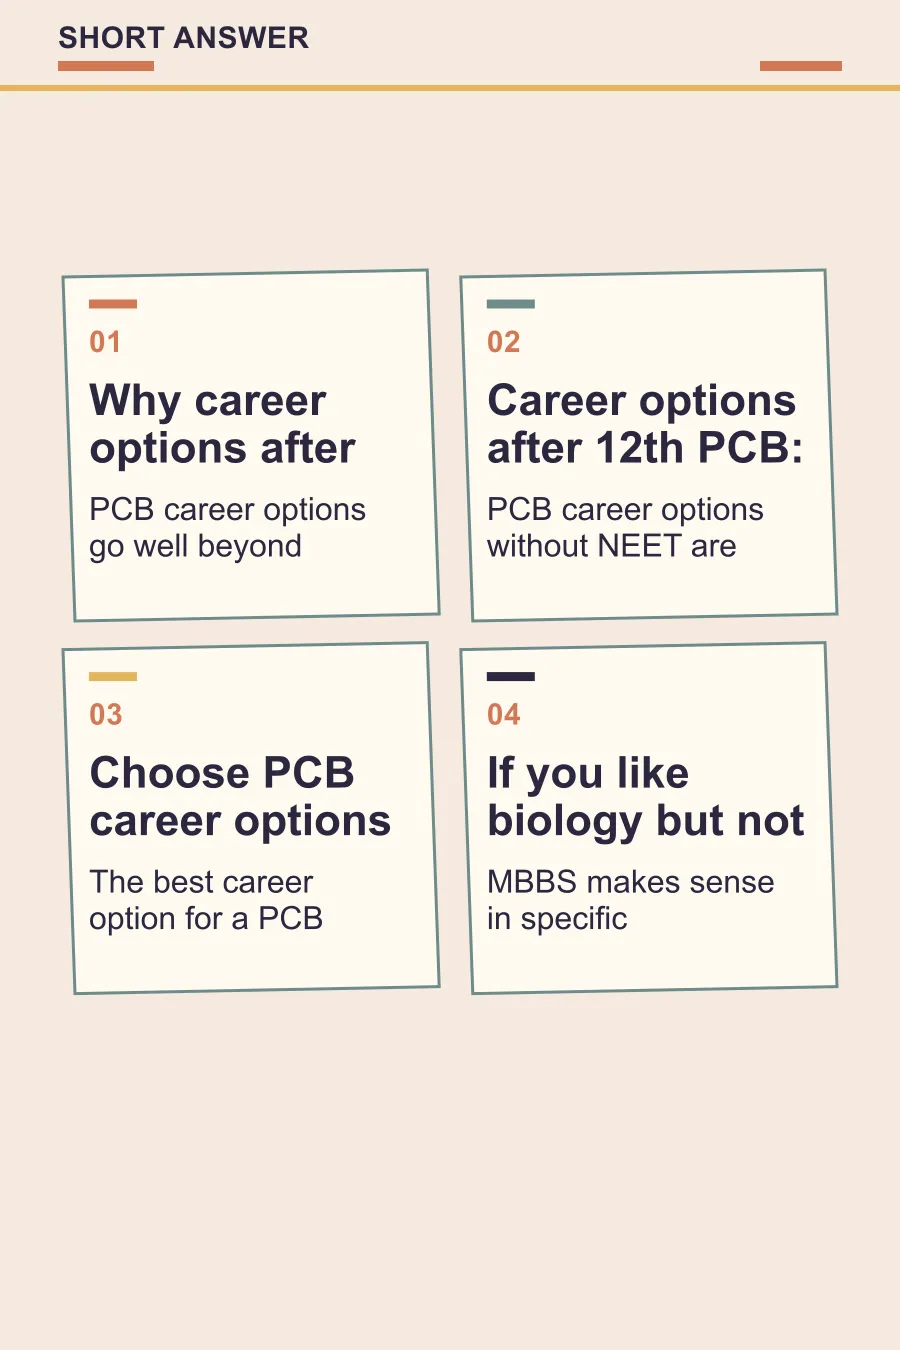 SHORT ANSWER
01
Why career
options after
PCB career options
go well beyond
02
Career options
after 12th PCB:
PCB career options
without NEET are
03
Choose PCB
career options
The best career
option for a PCB
04
If you like
biology but not
MBBS makes sense
in specific